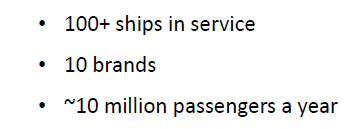 • 100+ ships in service
• 10 brands
• ~10 million passengers a year